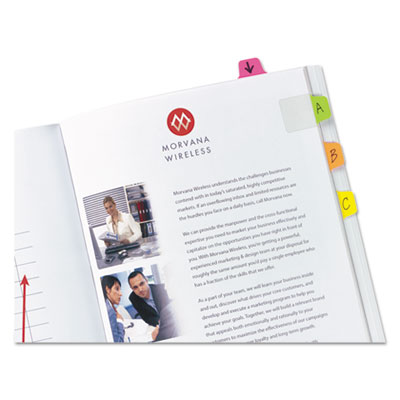 MORVANA
WIRELESS
A
B
C
Morvana Wireless understands the challenges businesses
contend with in today's saturated, highly competitive
markets. If an overflowing inbox and limited resources are
the hurdles you face on a daily basis, call Morvana now.
We can provide the manpower and the cross functional
expertise you need to market your business effectively and
capitalize on the opportunities you have right in front of
you. With Morvana Wireless, you're getting a powerful,
experienced marketing & design team at your disposal for
roughly the same amount you'd pay a single employee who
has a fraction of the skills that we offer.
As a part of your team, we will learn your business inside
and out, discover what drives your core customers, and
develop and execute a marketing program to help you
achieve your goals. Together, we will build a relevant brand
that appeals both emotionally and rationally to your
customers to maximize the effectiveness of our campaigns
loyalty and long term growth.